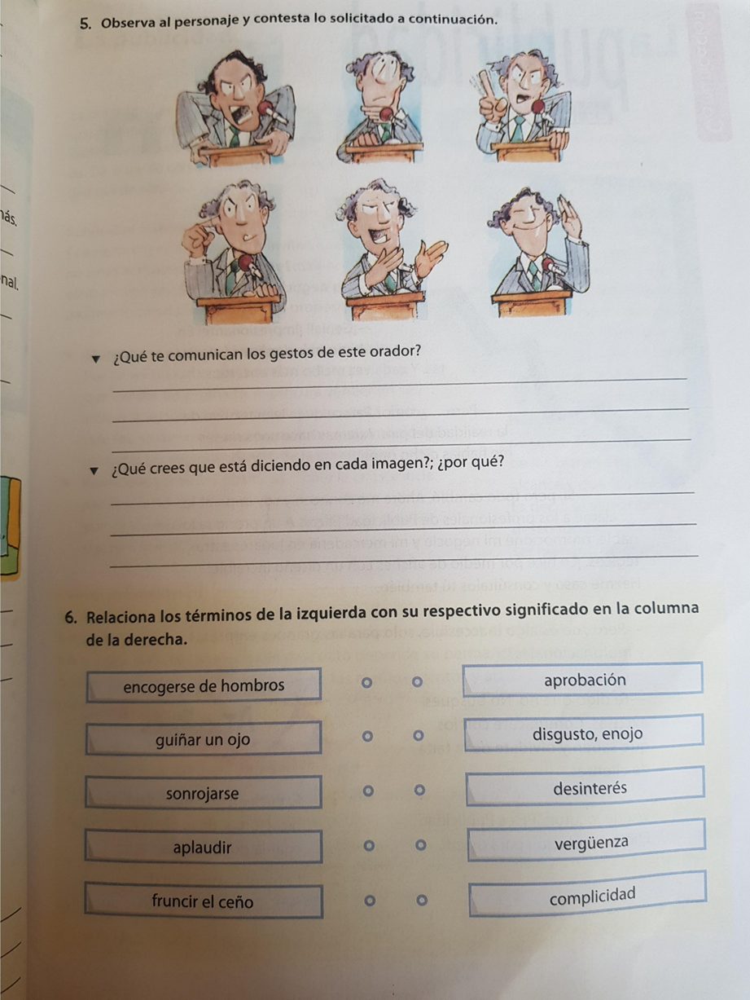 5. Observa al personaje y contesta lo solicitado a continuación.
más.
nal.
▼ ¿Qué te comunican los gestos de este orador?
▼ ¿Qué crees que está diciendo en cada imagen?; ¿por qué?
6. Relaciona los términos de la izquierda con su respectivo significado en la columna
de la derecha.
encogerse de hombros
aprobación
guiñar un ojo
disgusto, enojo
sonrojarse
desinterés
aplaudir
vergüenza
fruncir el ceño
complicidad